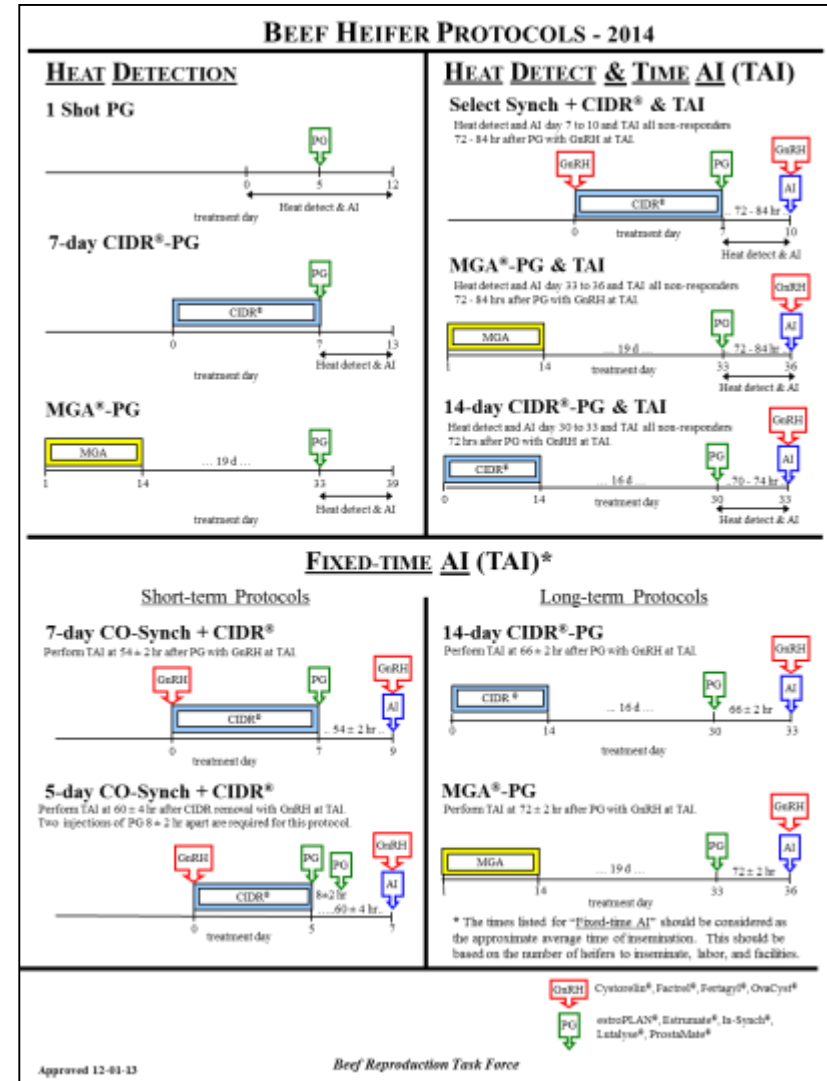 BEEF HEIFER PROTOCOLS - 2014
HEAT DETECTION
1 Shot PG
PG
0
5
12
Heat detect & AI
treatment day
7-day CIDR®-PG
PG
CIDR®
0
7
13
Heat detect & AI
treatment day
MGA®-PG
PG
MGA
... 19 d ...
1
14
33
39
Heat detect & AI
treatment day
HEAT DETECT & TIME AI (TAI)
Select Synch + CIDR® & TAI
Heat detect and AI day 7 to 10 and TAI all non-responders
72 - 84 hr after PG with GnRH at TAI.
GnRH
PG
GnRH
AI
CIDR®
.. 72 - 84 hr ..
0
treatment day
7
10
Heat detect & AI
MGA®-PG & TAI
Heat detect and AI day 33 to 36 and TAI all non-responders
72 - 84 hrs after PG with GnRH at TAI.
GnRH
PG
AI
MGA
... 19 d ...
..72 - 84 hr..
1
14
treatment day
33
36
Heat detect & AI
14-day CIDR®-PG & TAI
Heat detect and AI day 30 to 33 and TAI all non-responders
72 hrs after PG with GnRH at TAI.
GnRH
PG
AI
CIDR®
... 16 d ...
..70 - 74 hr ..
0
14
treatment day
30
33
Heat detect & AI
FIXED-TIME AI (TAI)*
Short-term Protocols
7-day CO-Synch + CIDR®
Perform TAI at 54 ± 2 hr after PG with GnRH at TAI.
GnRH
PG
GnRH
AI
CIDR®
.. 54 ± 2 hr ..
0
7
9
treatment day
5-day CO-Synch + CIDR®
Perform TAI at 60 ± 4 hr after CIDR removal with GnRH at TAI.
Two injections of PG 8 ± 2 hr apart are required for this protocol.
GnRH
PG
PG
GnRH
AI
CIDR®
8±2 hr
.....60 ± 4 hr..
0
5
7
treatment day
Long-term Protocols
14-day CIDR®-PG
Perform TAI at 66 ± 2 hr after PG with GnRH at TAI.
GnRH
PG
AI
CIDR ®
... 16 d ...
66 ± 2 hr
0
14
30
33
treatment day
MGA®-PG
Perform TAI at 72 ± 2 hr after PG with GnRH at TAI.
GnRH
PG
AI
MGA
... 19 d ...
72 ± 2 hr
1
14
33
36
treatment day
* The times listed for “Fixed-time AI” should be considered as
the approximate average time of insemination. This should be
based on the number of heifers to inseminate, labor, and facilities.
GnRH
Cystorelin®, Factrel®, Fertagyl®, OvaCyst®
PG
estroPLAN®, Estrumate®, In-Synch®,
Lutalyse®, ProstaMate®
Approved 12-01-13
Beef Reproduction Task Force